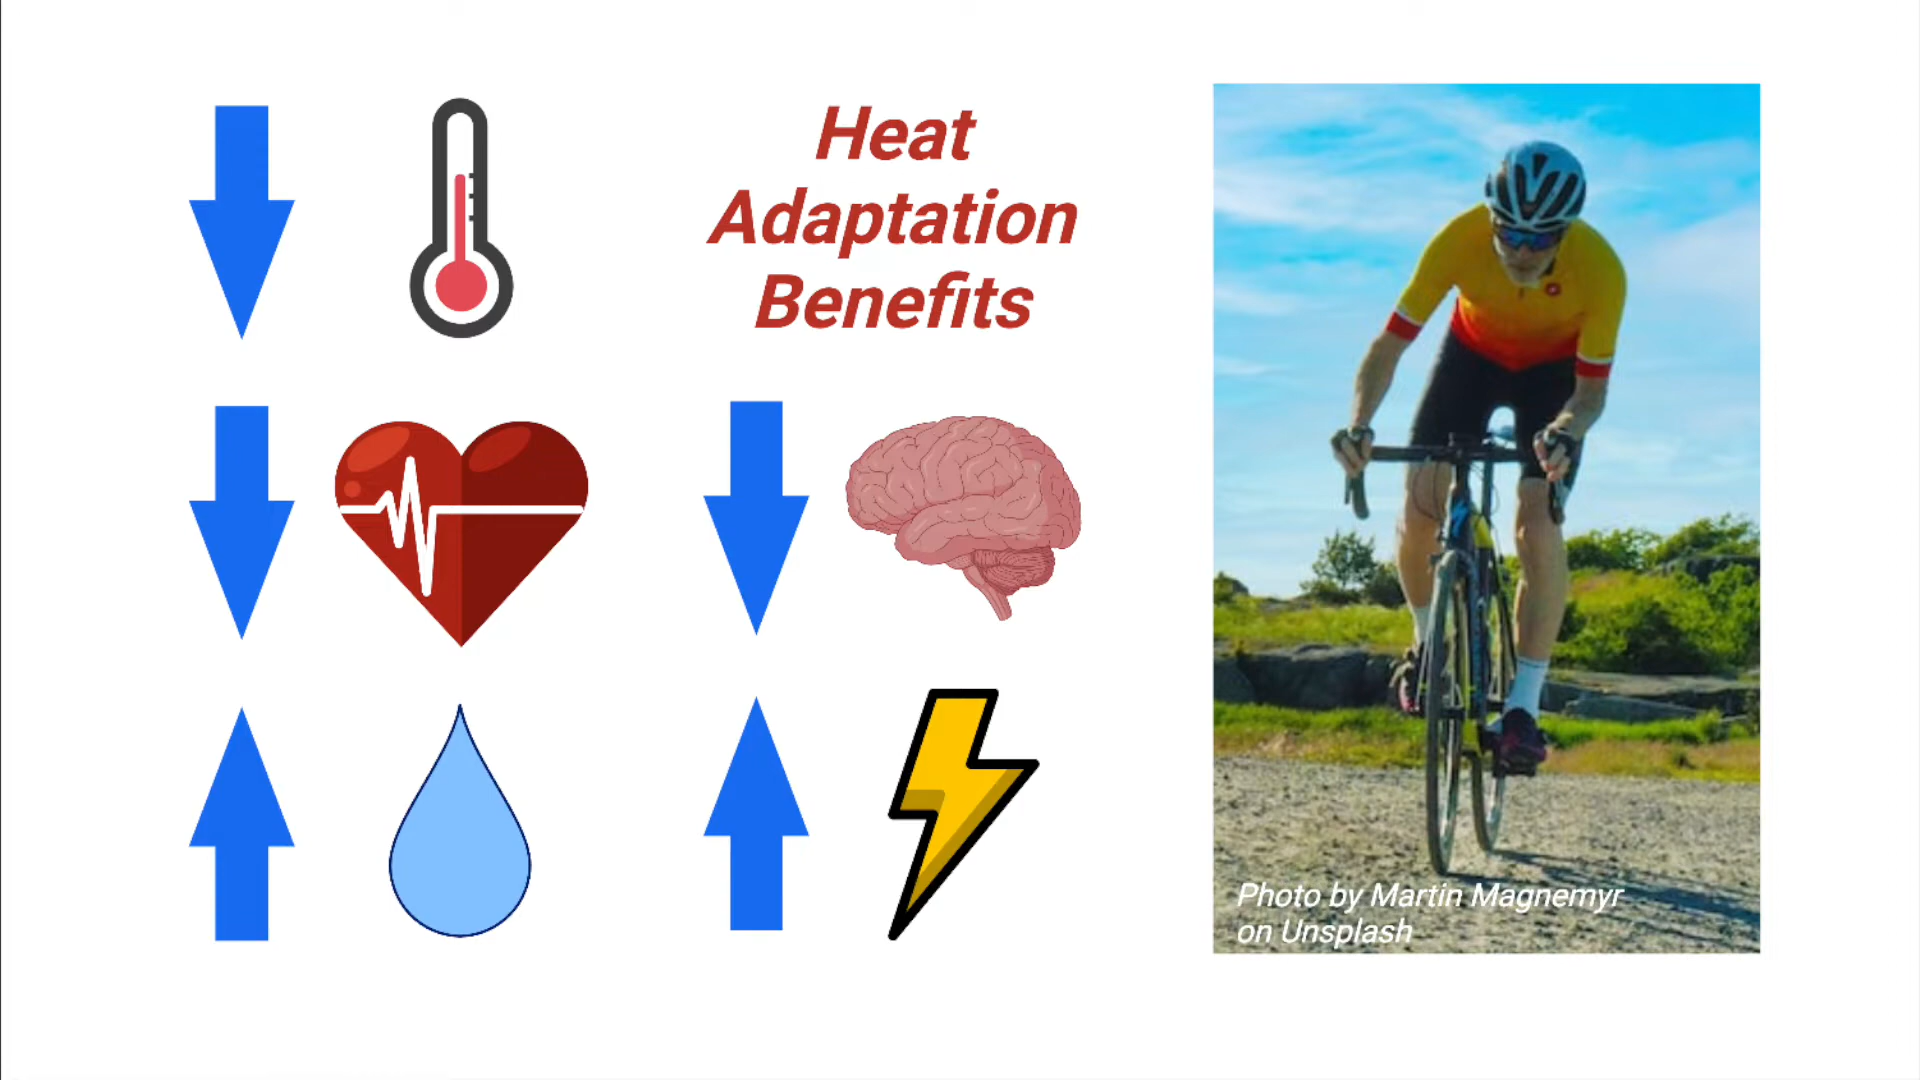 Heat
Adaptation
Benefits
Photo by Martin Magnemyr
on Unsplash